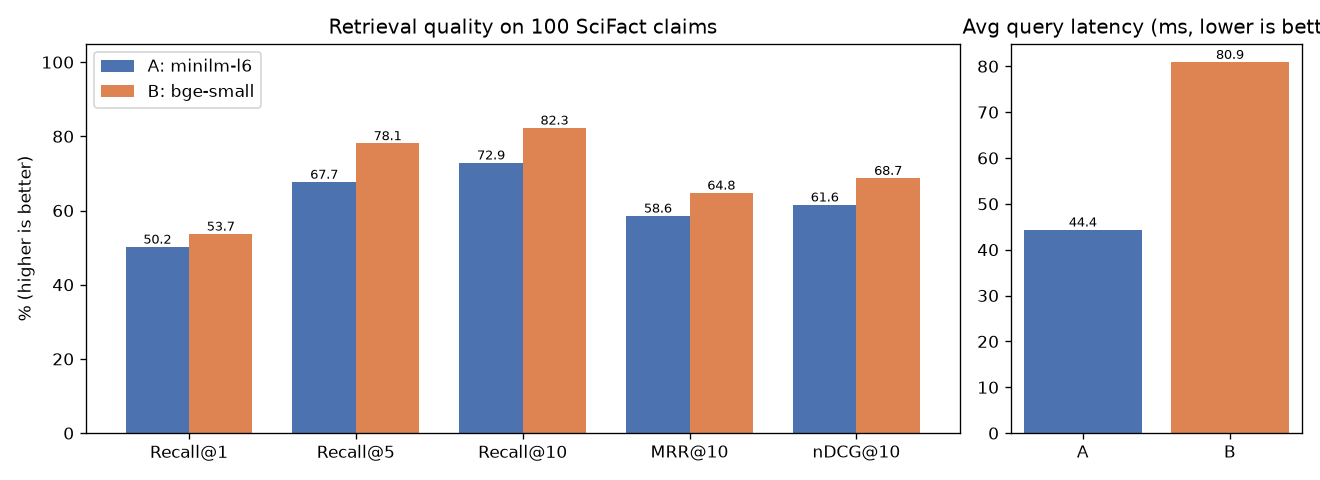 Retrieval quality on 100 SciFact claims
% (higher is better)
100
80
60
40
20
0
A: minilm-l6
B: bge-small
50.2
53.7
67.7
78.1
72.9
82.3
58.6
64.8
61.6
68.7
Recall@1
Recall@5
Recall@10
MRR@10
nDCG@10
Avg query latency (ms, lower is bett
80
70
60
50
40
30
20
10
0
44.4
80.9
A
B